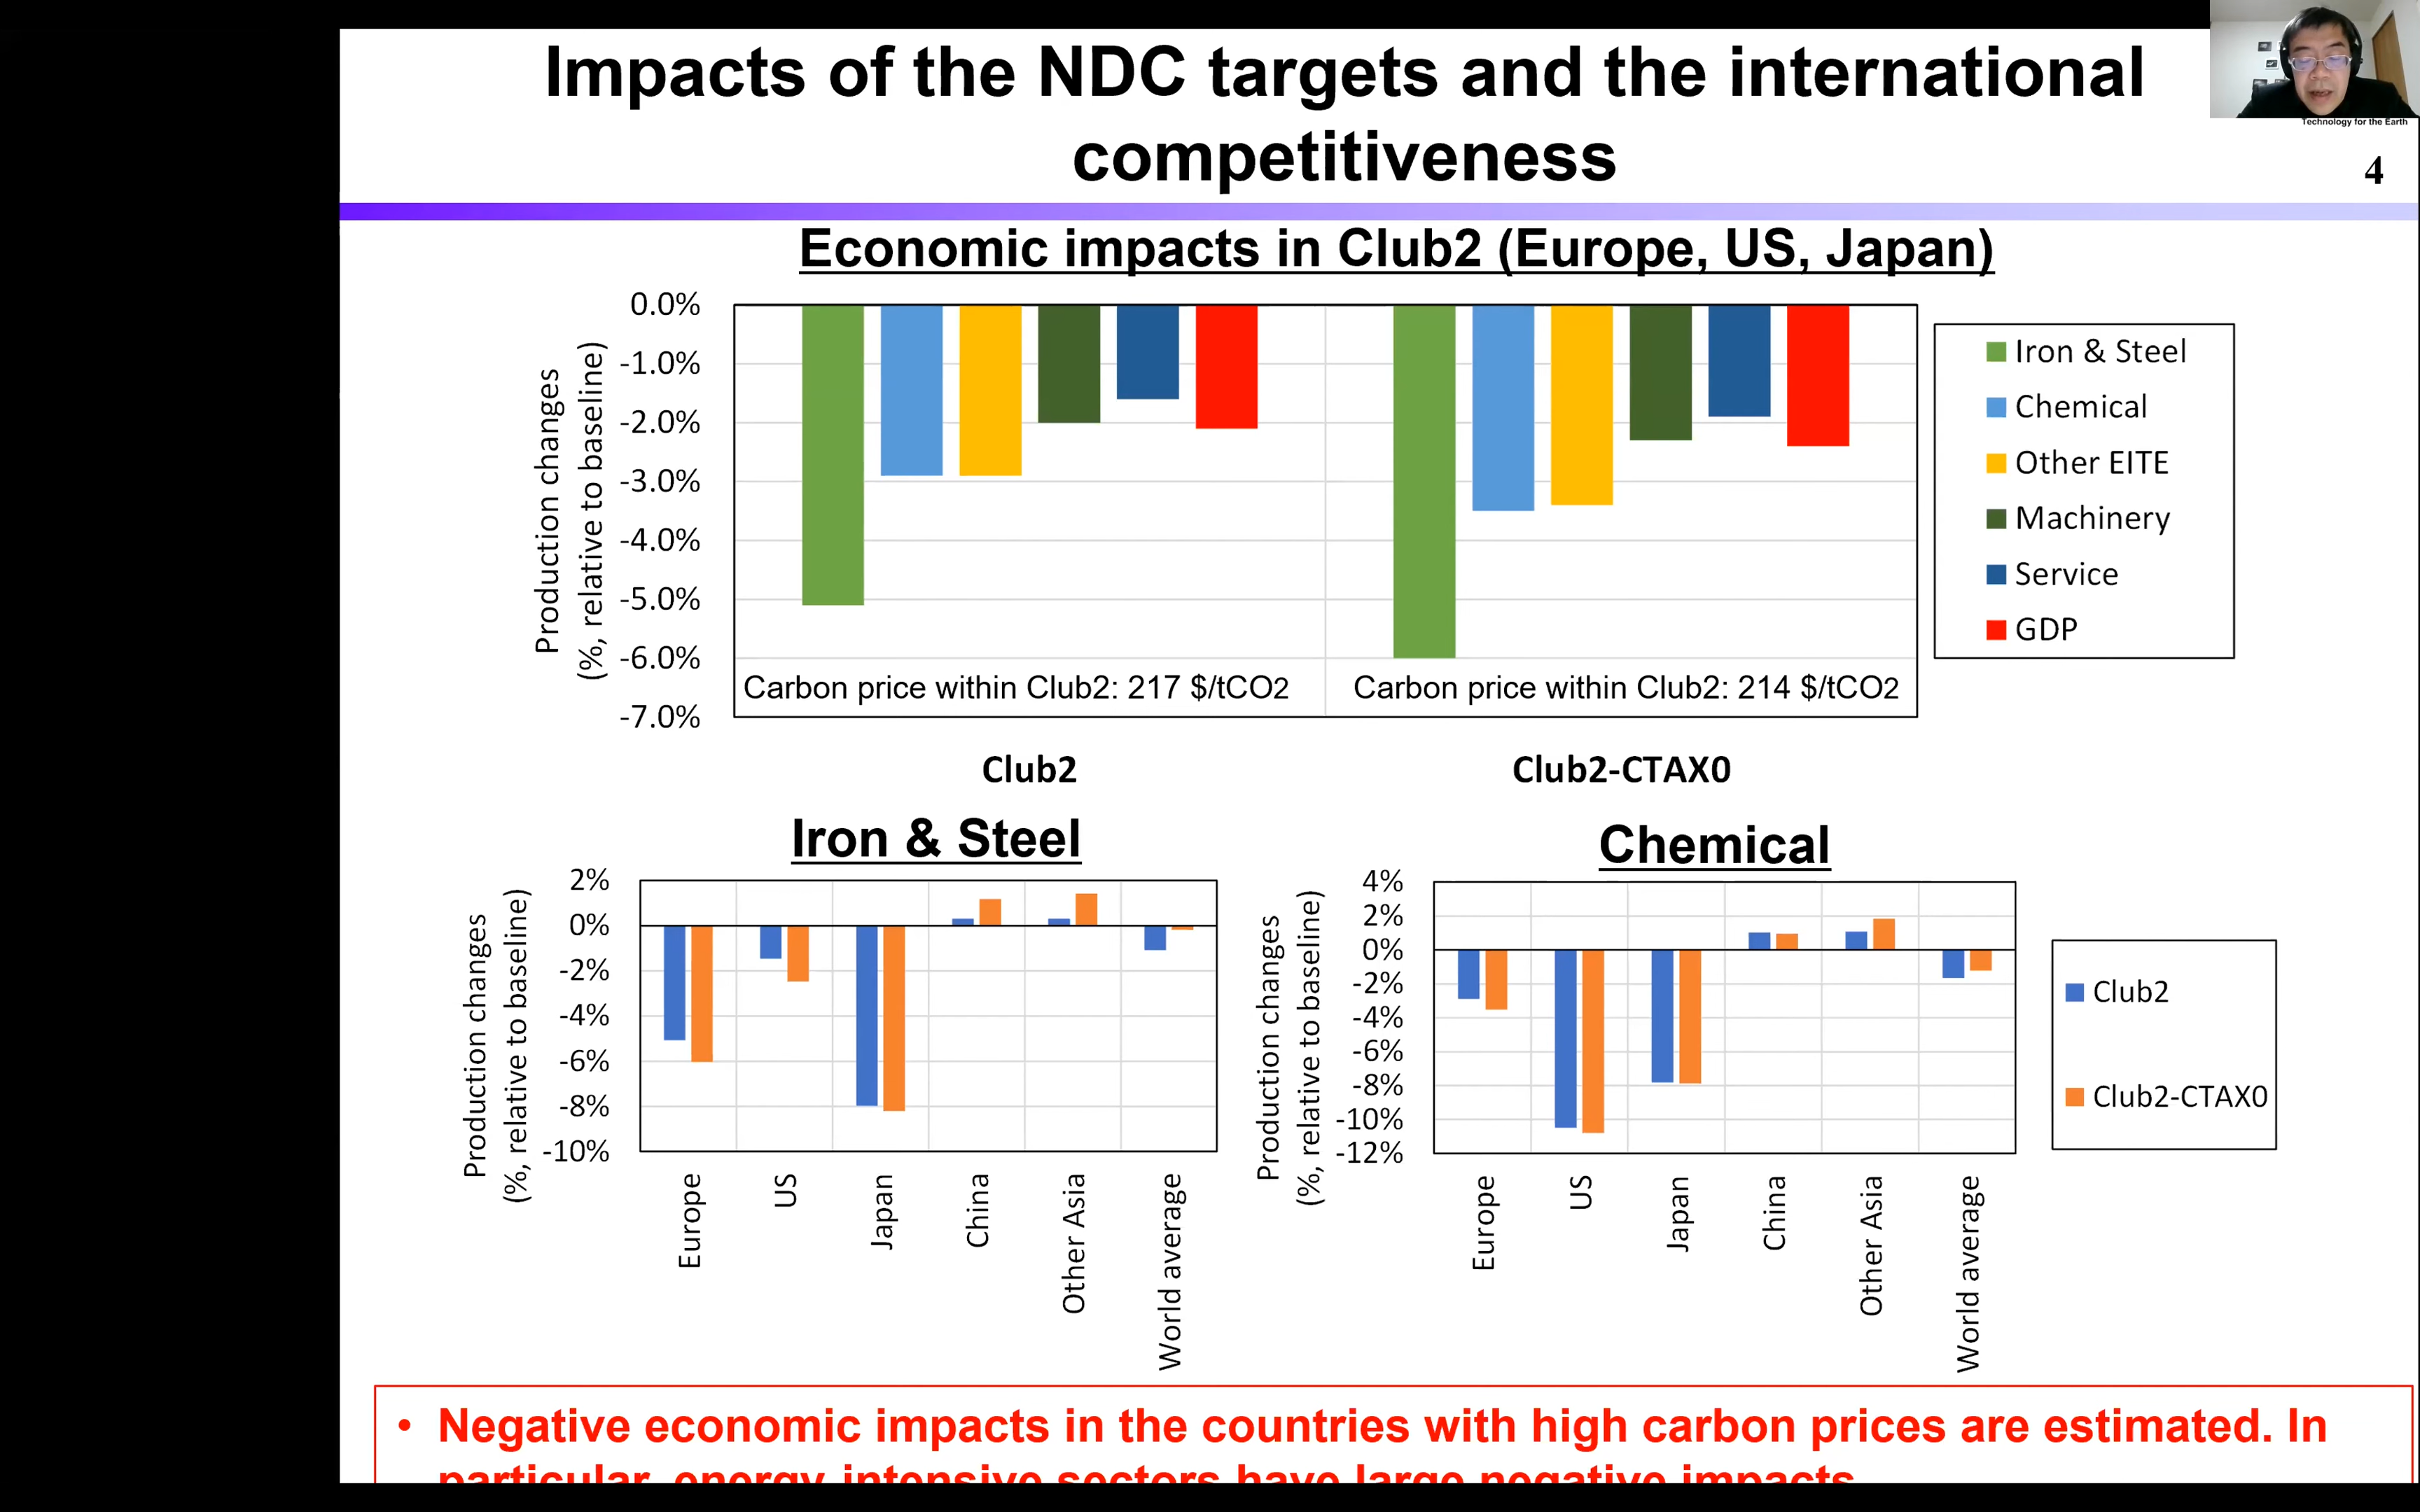 Impacts of the NDC targets and the international
competitiveness
Technology for the Earth
4
Economic impacts in Club2 (Europe, US, Japan)
Production changes
(%, relative to baseline)
0.0%
-1.0%
-2.0%
-3.0%
-4.0%
-5.0%
-6.0%
-7.0%
Carbon price within Club2: 217 $/tCO2
Carbon price within Club2: 214 $/tCO2
Club2
Club2-CTAX0
Iron & Steel
Chemical
Other EITE
Machinery
Service
GDP
Iron & Steel
Production changes
(%, relative to baseline)
2%
0%
-2%
-4%
-6%
-8%
-10%
Europe
US
Japan
China
Other Asia
World average
Chemical
Production changes
(%, relative to baseline)
4%
2%
0%
-2%
-4%
-6%
-8%
-10%
-12%
Europe
US
Japan
China
Other Asia
World average
Club2
Club2-CTAX0
• Negative economic impacts in the countries with high carbon prices are estimated. In
particular, energy-intensive sectors have large negative impacts